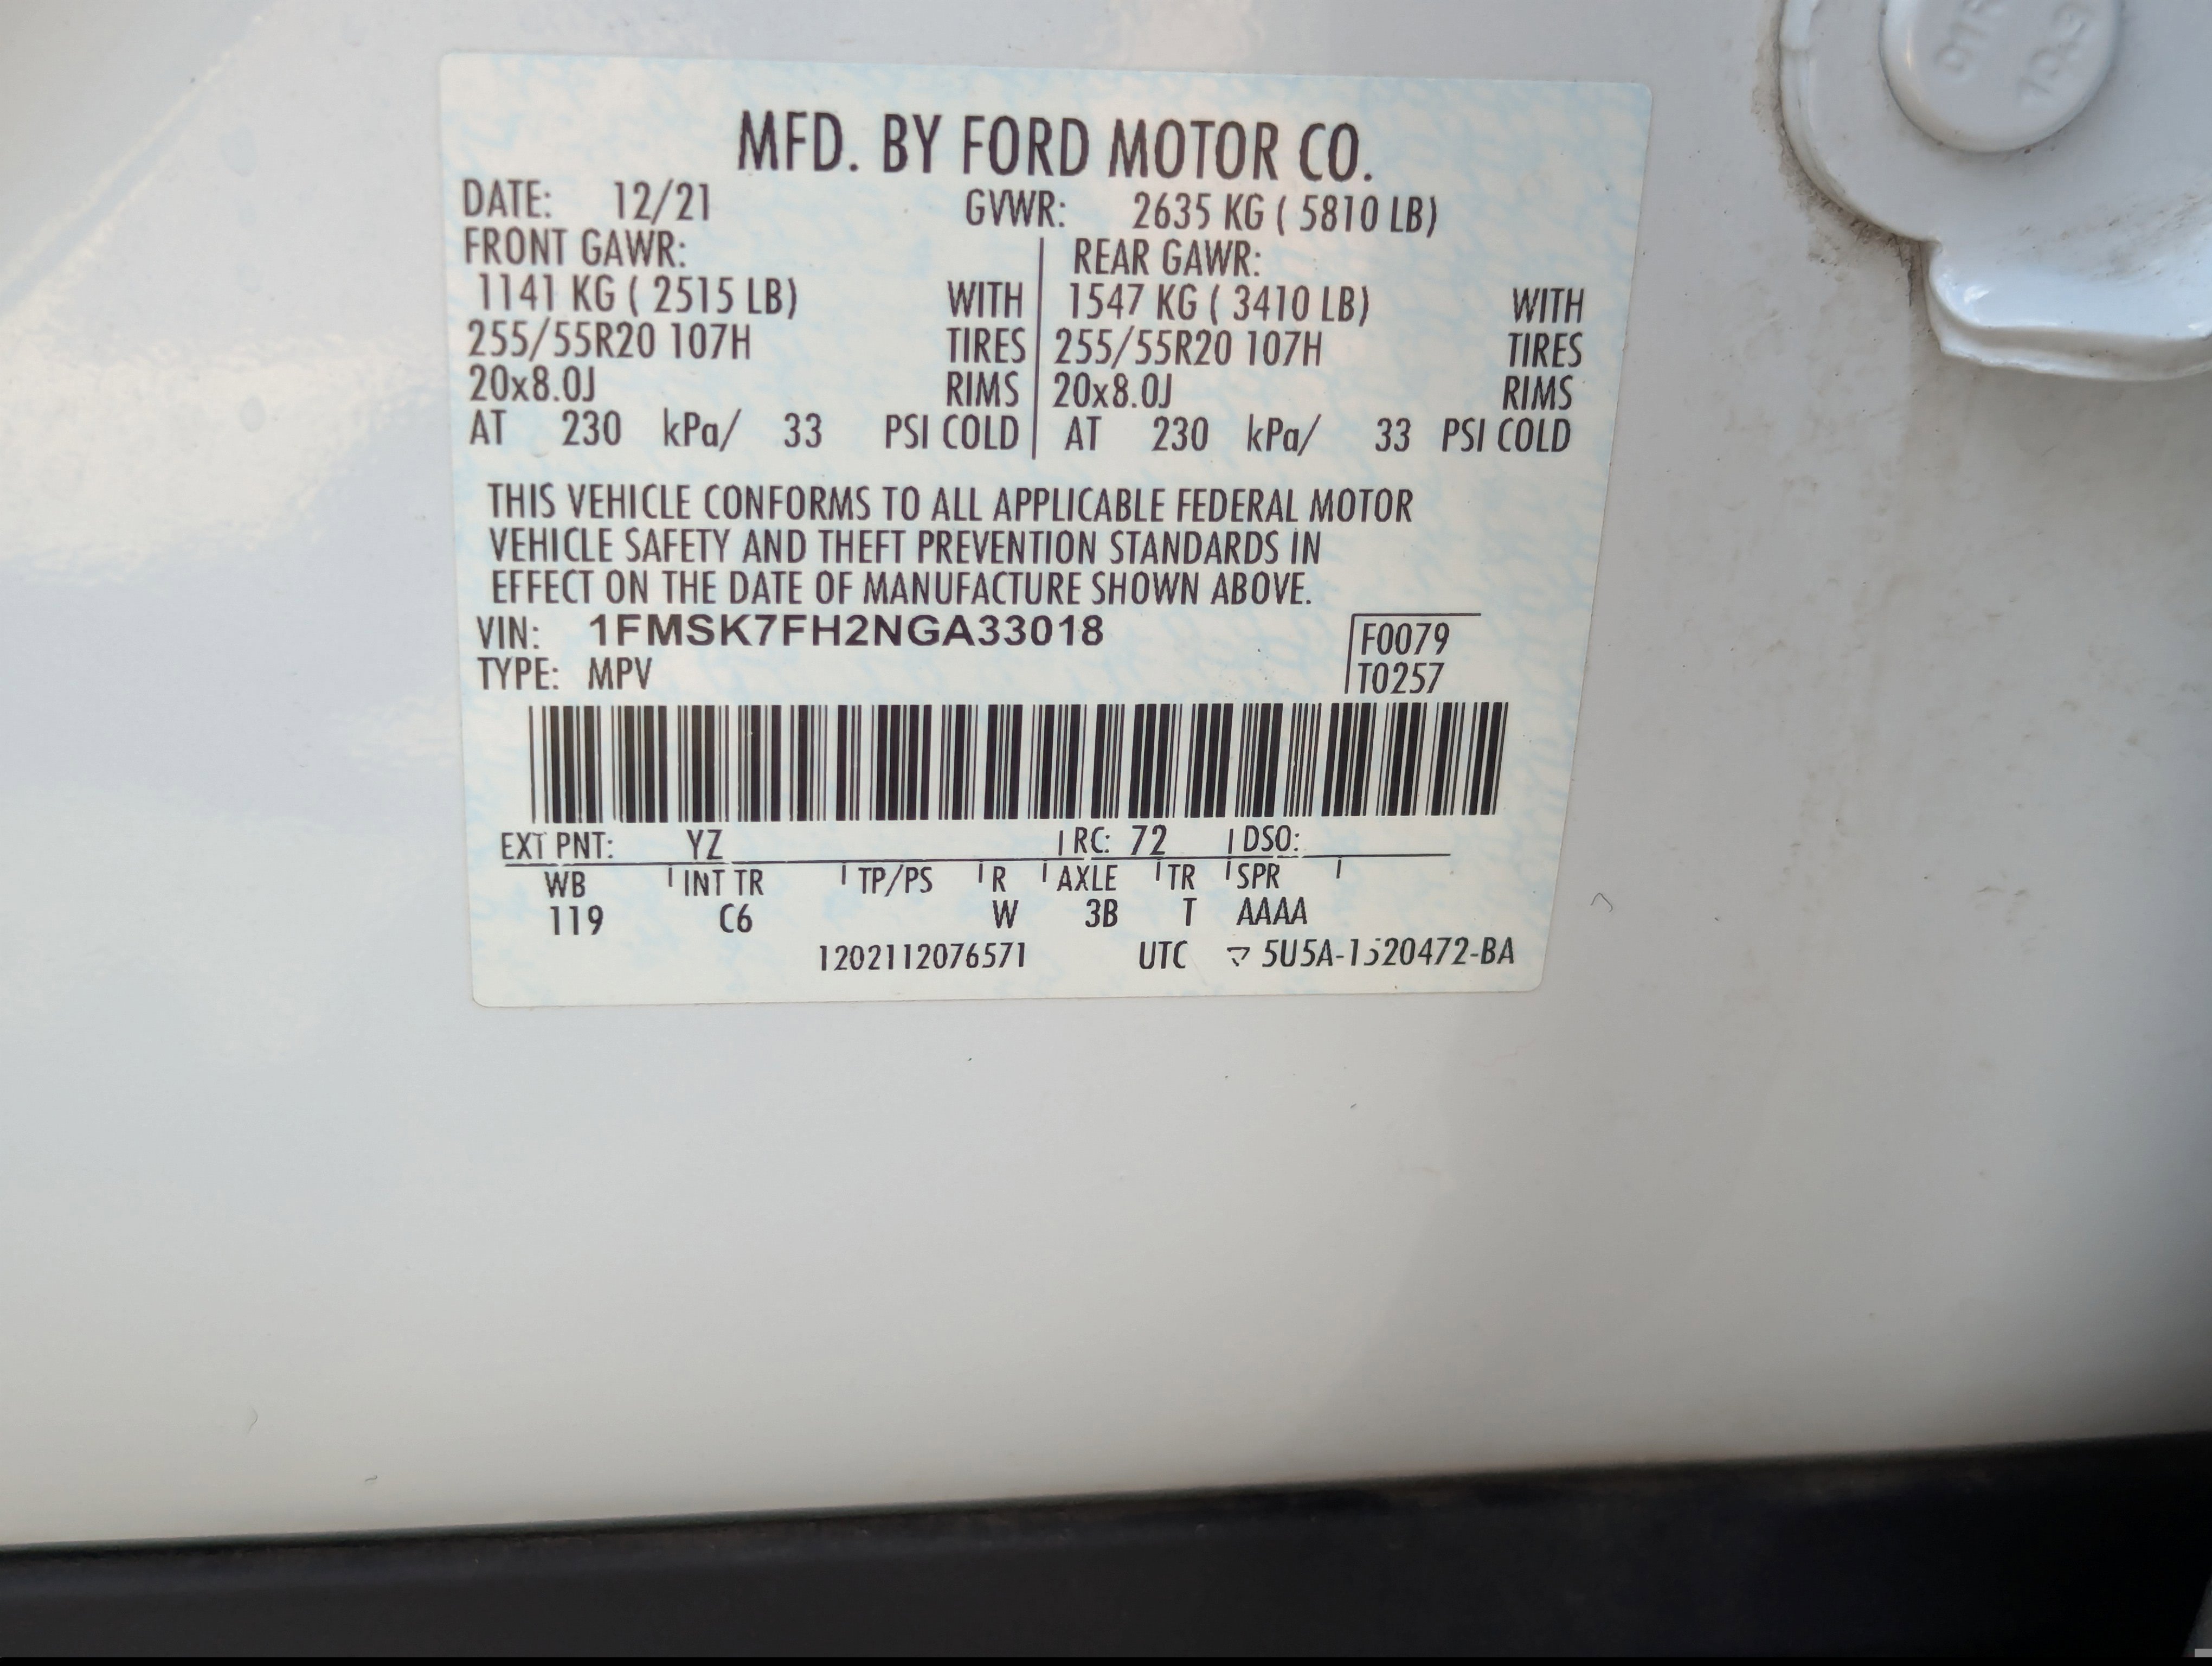 MFD. BY FORD MOTOR CO.
DATE: 12/21 GVWR: 2635 KG ( 5810 LB)
FRONT GAWR: REAR GAWR:
1141 KG ( 2515 LB) WITH 1547 KG ( 3410 LB) WITH
255/55R20 107H TIRES 255/55R20 107H TIRES
20x8.0J RIMS 20x8.0J RIMS
AT 230 kPa/ 33 PSI COLD AT 230 kPa/ 33 PSI COLD
THIS VEHICLE CONFORMS TO ALL APPLICABLE FEDERAL MOTOR
VEHICLE SAFETY AND THEFT PREVENTION STANDARDS IN
EFFECT ON THE DATE OF MANUFACTURE SHOWN ABOVE.
VIN: 1FMSK7FH2NGA33018 F0079
TYPE: MPV T0257
EXT PNT: YZ RC: 72 DSO:
WB INT TR TP/PS R AXLE TR SPR
119 C6 W 3B T AAAA
1202112076571 UTC 5U5A-1520472-BA